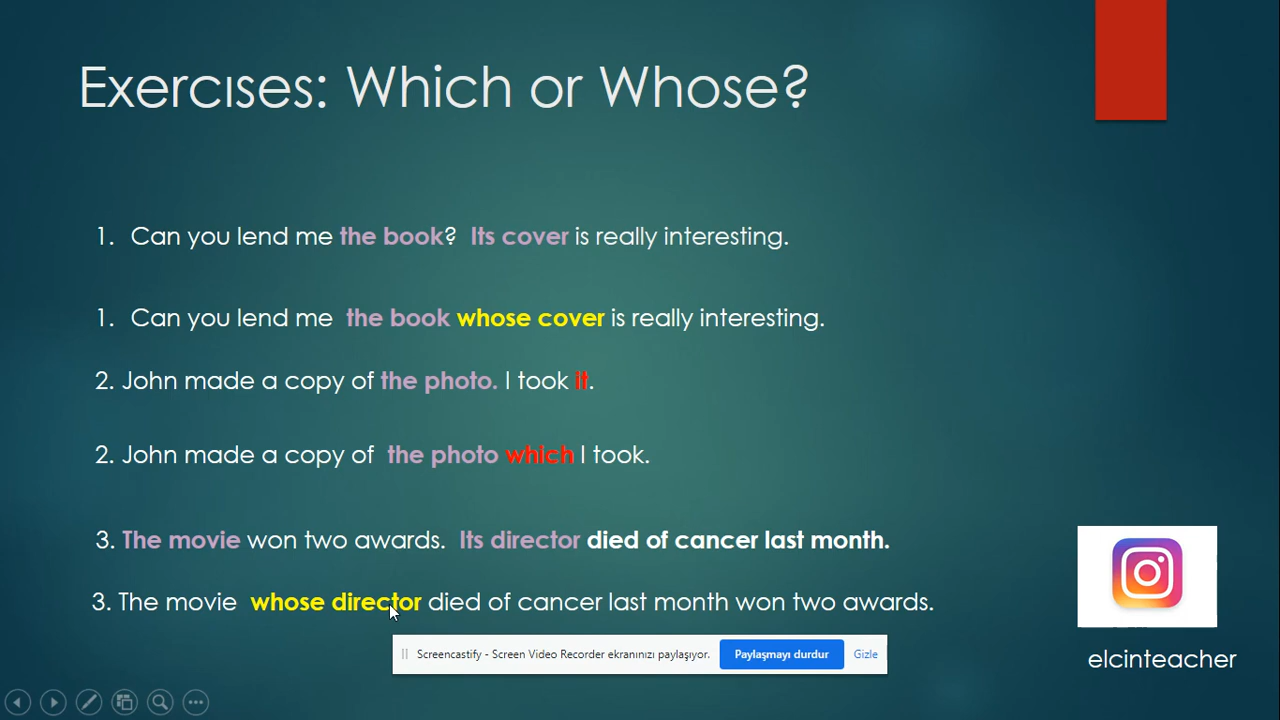 Exercıses: Which or Whose?
1. Can you lend me the book? Its cover is really interesting.
1. Can you lend me the book whose cover is really interesting.
2. John made a copy of the photo. I took it.
2. John made a copy of the photo which I took.
3. The movie won two awards. Its director died of cancer last month.
3. The movie whose director died of cancer last month won two awards.
Screencastify - Screen Video Recorder ekranınızı paylaşıyor. Paylaşmayı durdur Gizle
elcinteacher